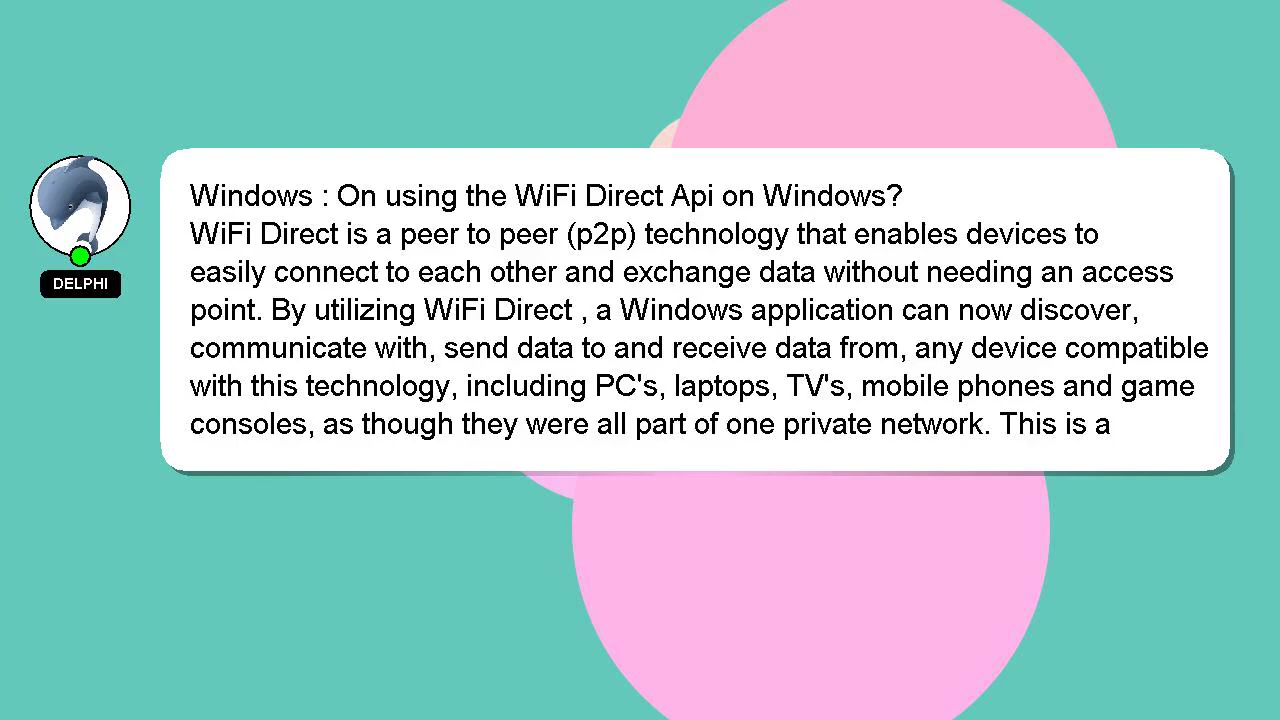 Windows : On using the WiFi Direct Api on Windows?
WiFi Direct is a peer to peer (p2p) technology that enables devices to
easily connect to each other and exchange data without needing an access
point. By utilizing WiFi Direct , a Windows application can now discover,
communicate with, send data to and receive data from, any device compatible
with this technology, including PC's, laptops, TV's, mobile phones and game
consoles, as though they were all part of one private network. This is a
DELPHI